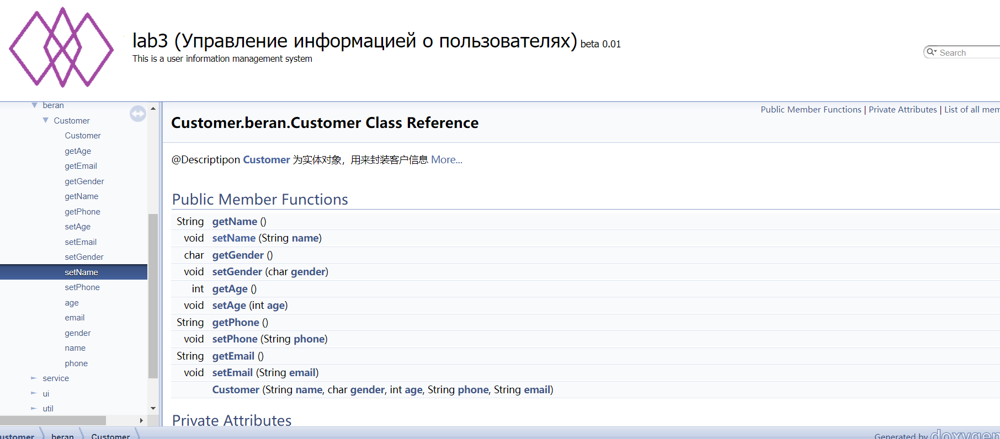 lab3 (Управление информацией о пользователях) beta 0.01
This is a user information management system
Search
beran
Customer
Customer
getAge
getEmail
getGender
getName
getPhone
setAge
setEmail
setGender
setName
setPhone
age
email
gender
name
phone
service
ui
util
Public Member Functions | Private Attributes | List of all mem
Customer.beran.Customer Class Reference
@Descriptipon Customer 为实体对象，用来封装客户信息 More...
Public Member Functions
String getName ()
void setName (String name)
char getGender ()
void setGender (char gender)
int getAge ()
void setAge (int age)
String getPhone ()
void setPhone (String phone)
String getEmail ()
void setEmail (String email)
Customer (String name, char gender, int age, String phone, String email)
Private Attributes
ustomer beran Customer
Generated by doxygen